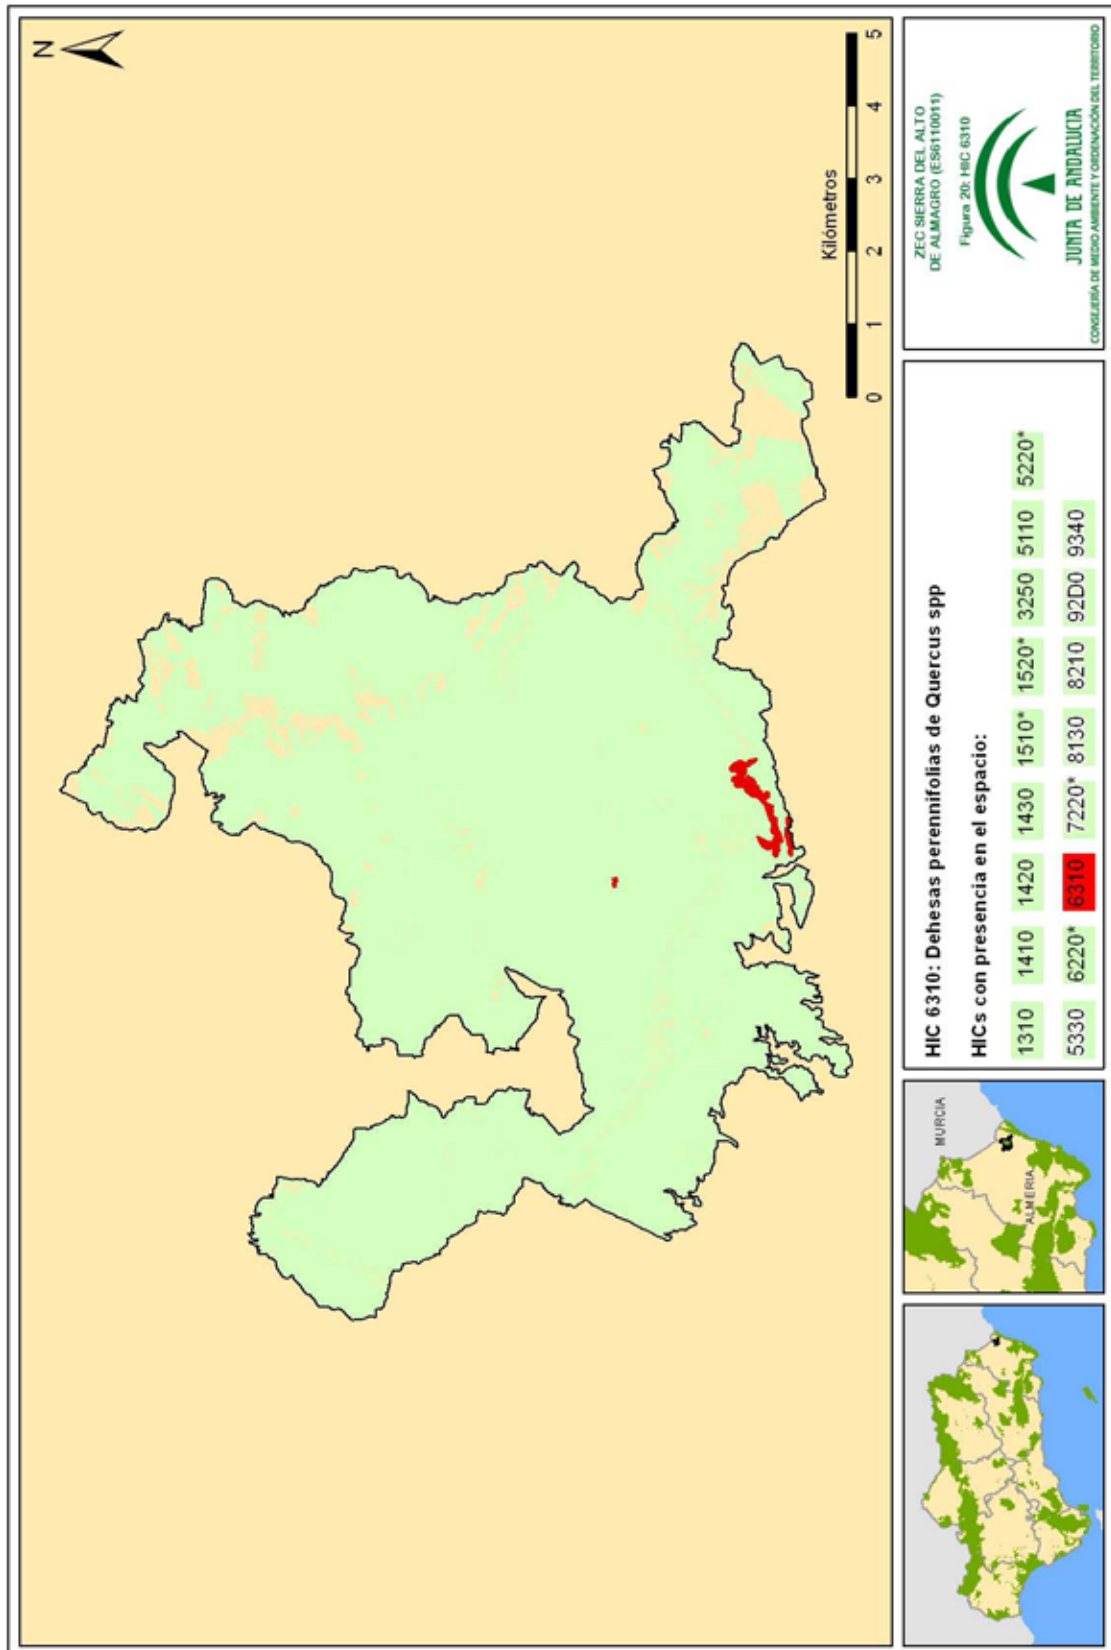 N
Kilómetros
0 1 2 3 4 5
MURCIA
ALMERIA
HIC 6310: Dehesas perennifolias de Quercus spp
HICs con presencia en el espacio:
1310 1410 1420 1430 1510* 1520* 3250 5110 5220*
5330 6220* 6310 7220* 8130 8210 92D0 9340
ZEC SIERRA DEL ALTO
DE ALMAGRO (ES6110011)
Figura 20: HIC 6310
JUNTA DE ANDALUCIA
CONSEJERÍA DE MEDIO AMBIENTE Y ORDENACIÓN DEL TERRITORIO